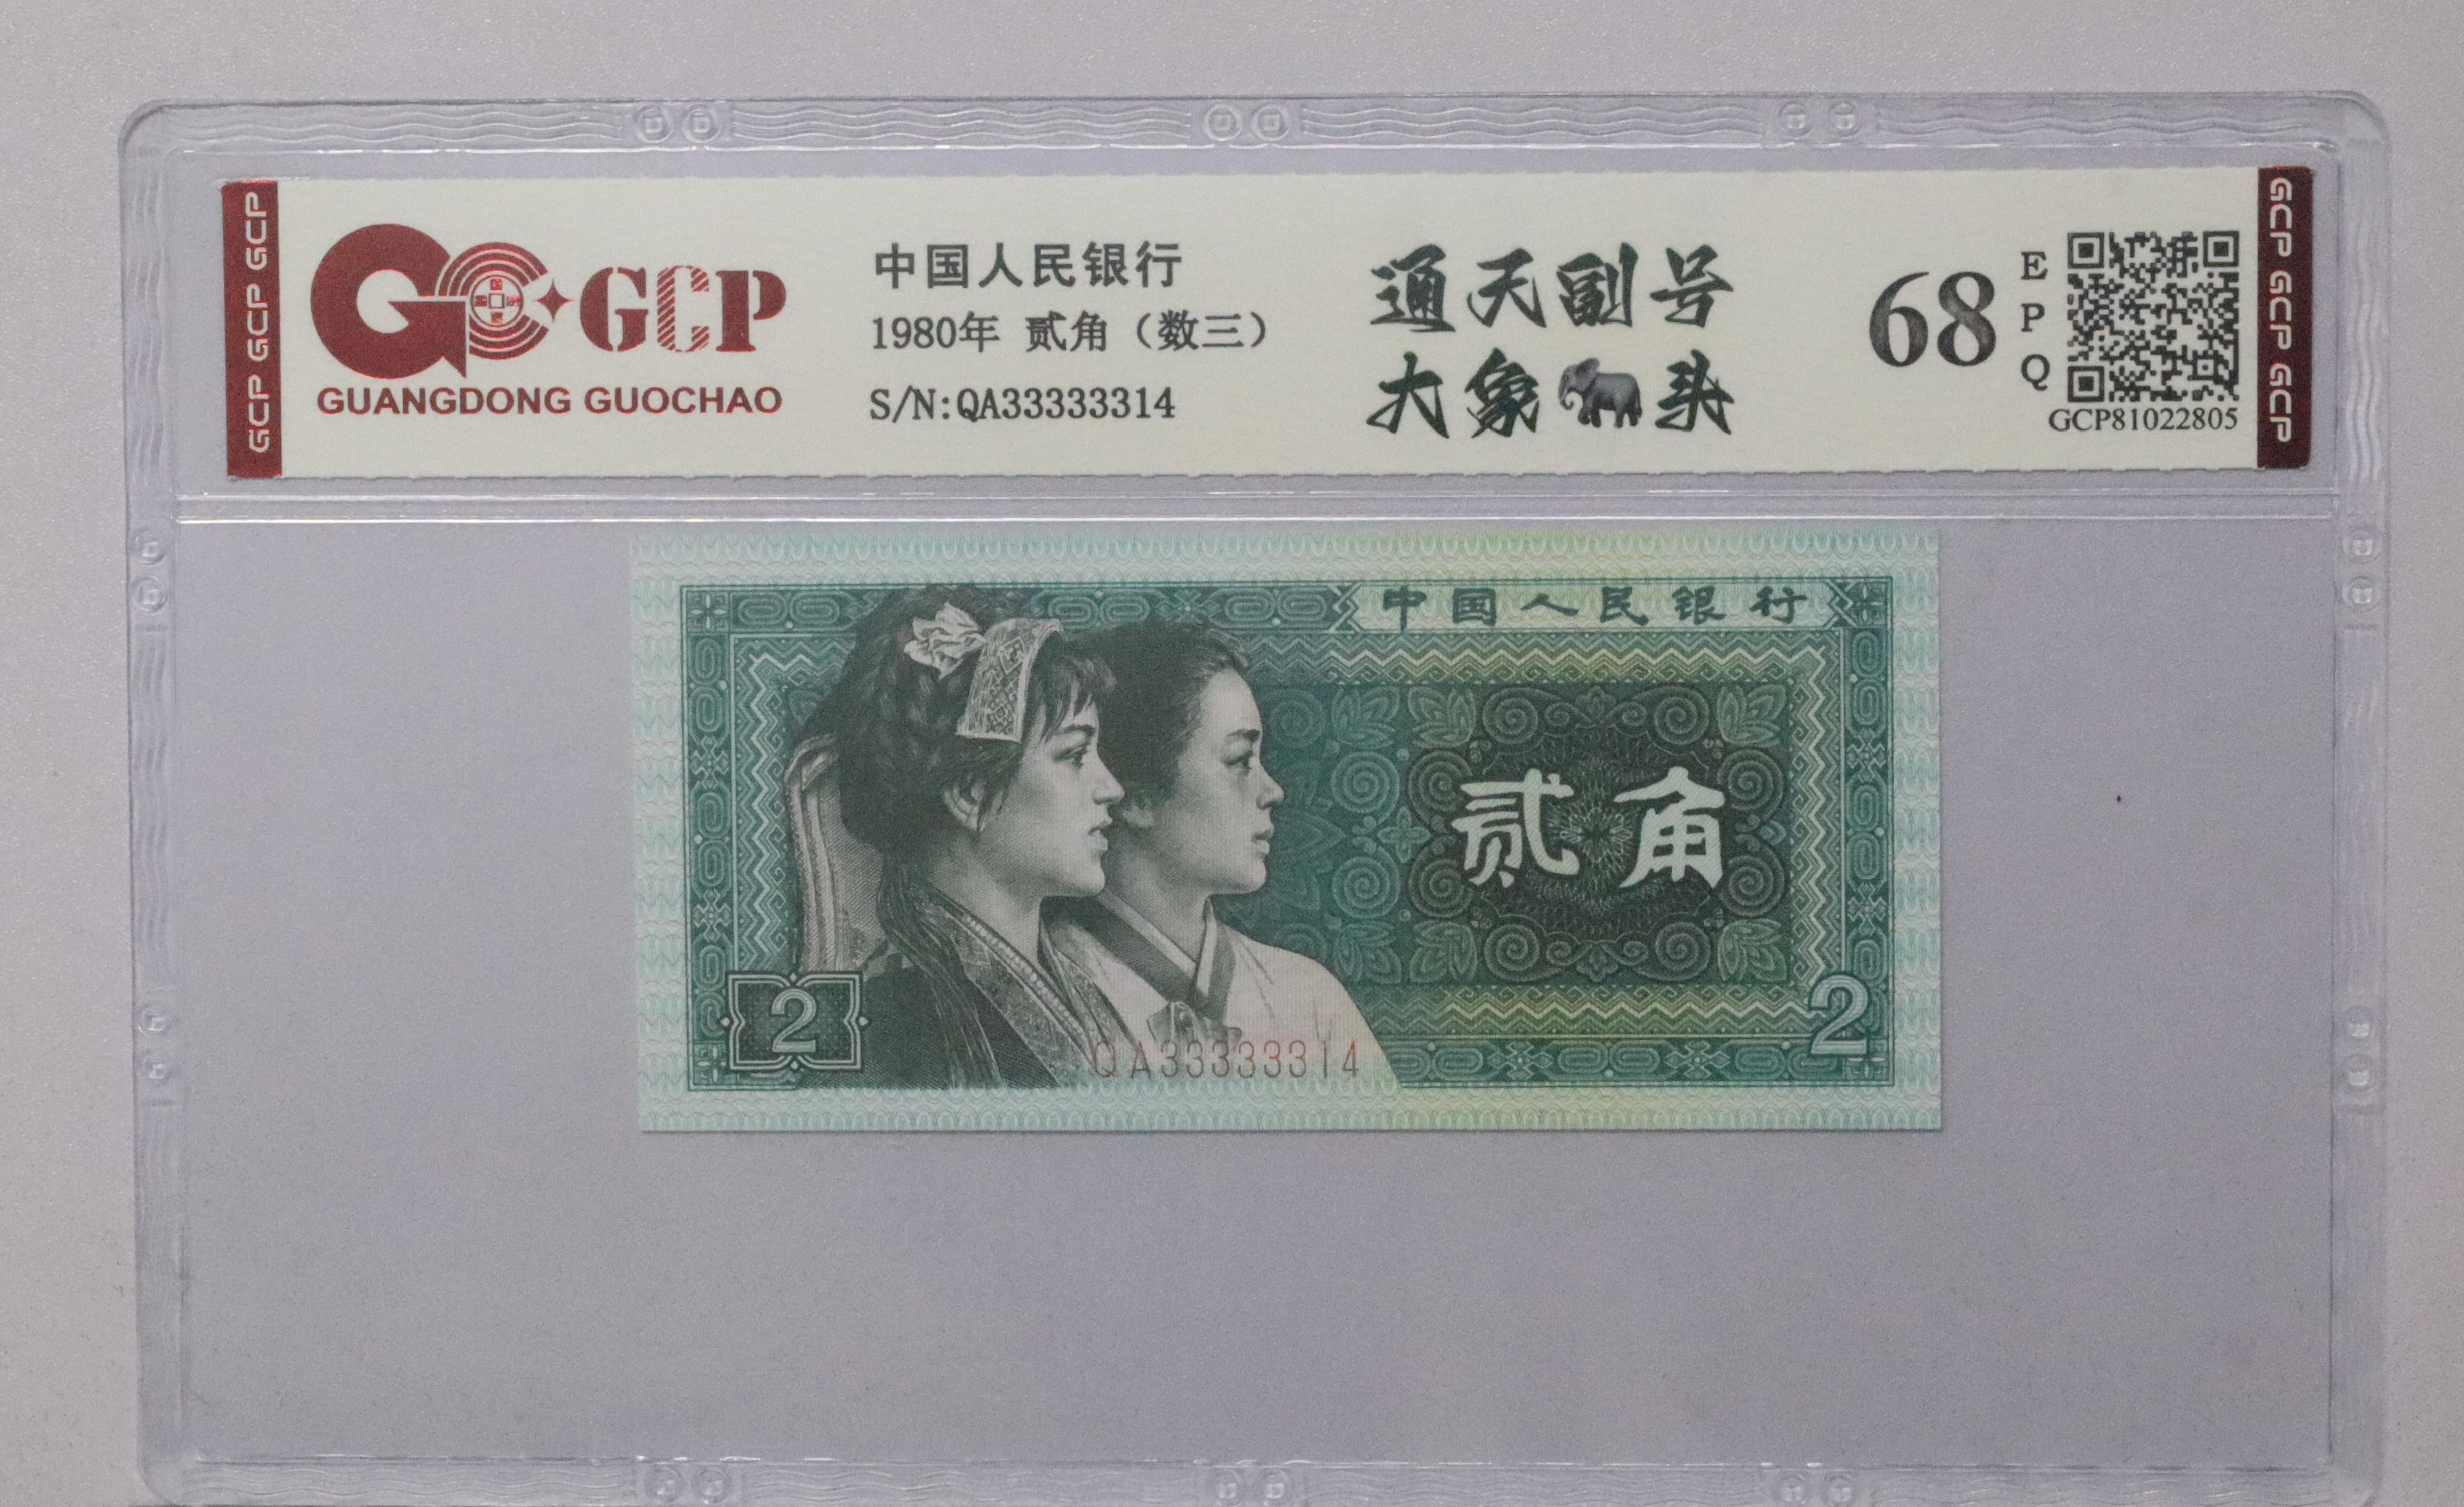 GCP GCP GCP
GCP
GUANGDONG GUOCHAO
中国人民银行
1980年 贰角（数三）
S/N:QA33333314
通天副号
大象头
68
EPQ
GCP81022805
GCP GCP GCP
中国人民银行
贰角
2
2
QA33333314